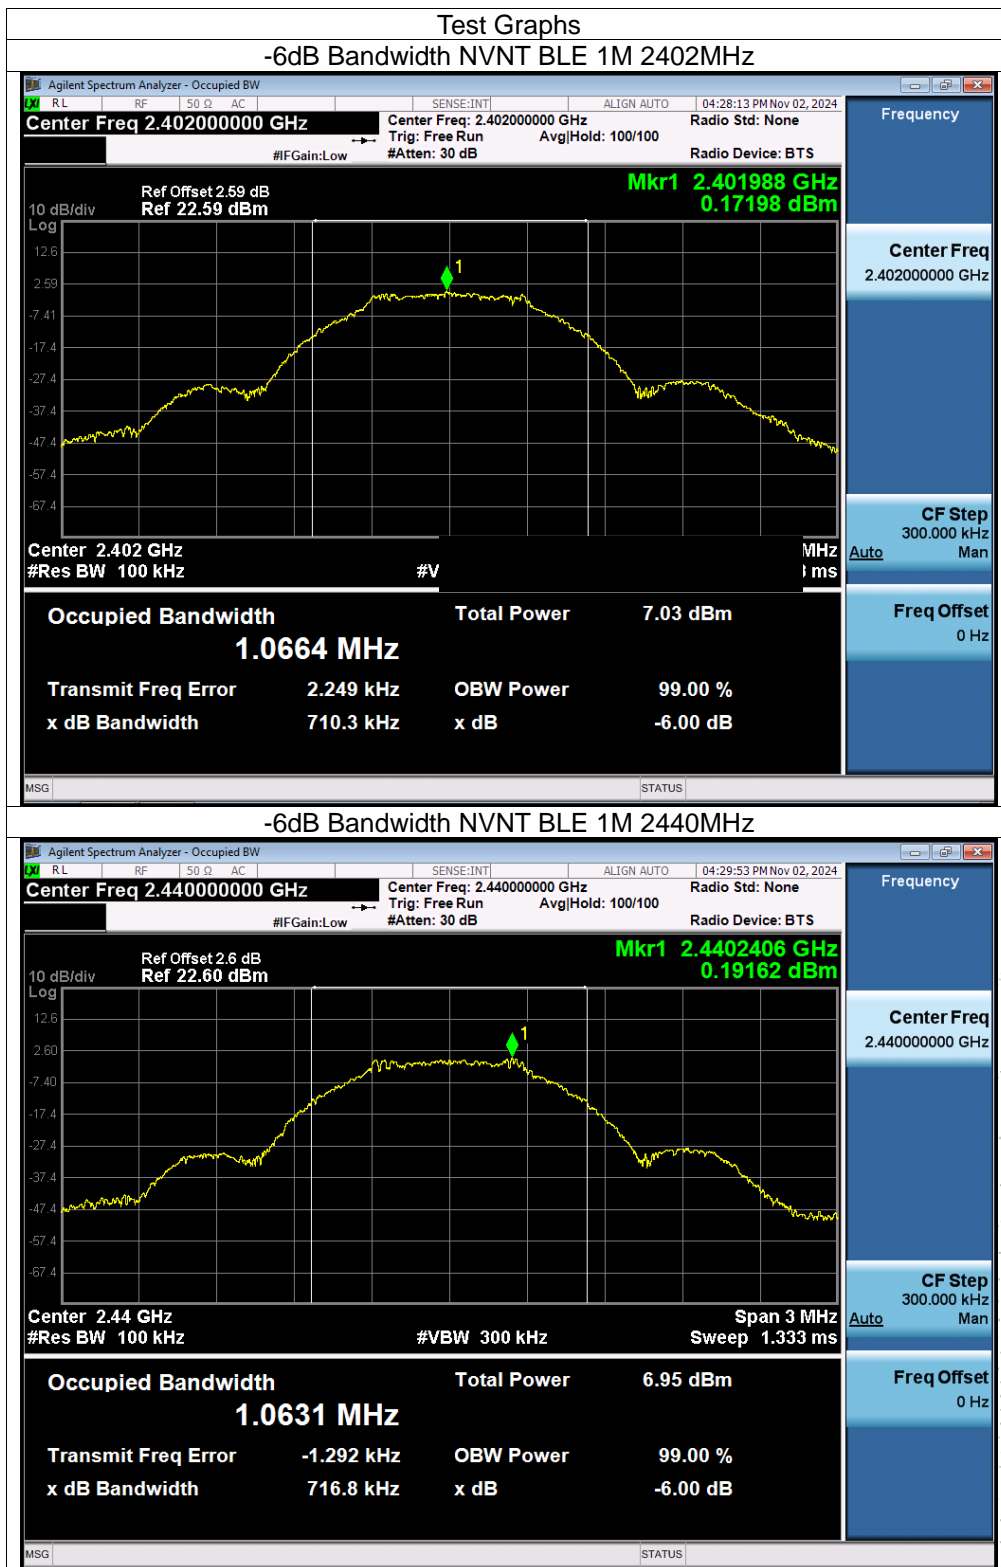 Test Graphs
-6dB Bandwidth NVNT BLE 1M 2402MHz
Agilent Spectrum Analyzer - Occupied BW
LXI RL RF 50 Ω AC SENSE:INT ALIGN AUTO 04:28:13 PM Nov 02, 2024
Center Freq 2.402000000 GHz
Center Freq: 2.402000000 GHz Radio Std: None
Trig: Free Run Avg|Hold: 100/100
#IFGain:Low #Atten: 30 dB Radio Device: BTS
Frequency
Mkr1 2.401988 GHz
0.17198 dBm
Ref Offset 2.59 dB
10 dB/div Ref 22.59 dBm
Log
12.6
2.59
-7.41
-17.4
-27.4
-37.4
-47.4
-57.4
-67.4
1
Center Freq
2.402000000 GHz
CF Step
300.000 kHz
Auto Man
Freq Offset
0 Hz
Center 2.402 GHz MHz
#Res BW 100 kHz #V ms
Occupied Bandwidth Total Power 7.03 dBm
1.0664 MHz
Transmit Freq Error 2.249 kHz OBW Power 99.00 %
x dB Bandwidth 710.3 kHz x dB -6.00 dB
MSG STATUS
-6dB Bandwidth NVNT BLE 1M 2440MHz
Agilent Spectrum Analyzer - Occupied BW
LXI RL RF 50 Ω AC SENSE:INT ALIGN AUTO 04:29:53 PM Nov 02, 2024
Center Freq 2.440000000 GHz
Center Freq: 2.440000000 GHz Radio Std: None
Trig: Free Run Avg|Hold: 100/100
#IFGain:Low #Atten: 30 dB Radio Device: BTS
Frequency
Mkr1 2.4402406 GHz
0.19162 dBm
Ref Offset 2.6 dB
10 dB/div Ref 22.60 dBm
Log
12.6
2.60
-7.40
-17.4
-27.4
-37.4
-47.4
-57.4
-67.4
1
Center Freq
2.440000000 GHz
CF Step
300.000 kHz
Auto Man
Freq Offset
0 Hz
Center 2.44 GHz Span 3 MHz
#Res BW 100 kHz #VBW 300 kHz Sweep 1.333 ms
Occupied Bandwidth Total Power 6.95 dBm
1.0631 MHz
Transmit Freq Error -1.292 kHz OBW Power 99.00 %
x dB Bandwidth 716.8 kHz x dB -6.00 dB
MSG STATUS